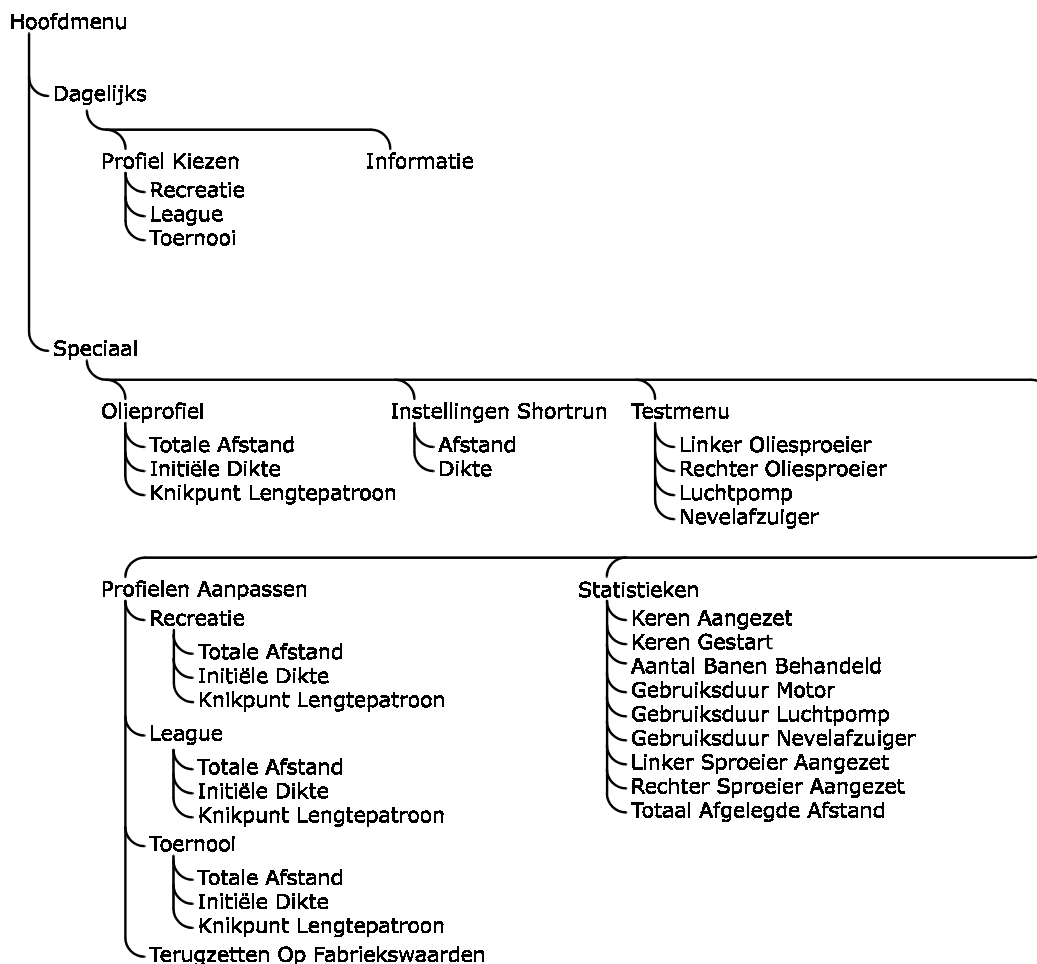 Hoofdmenu
Dagelijks
Profiel Kiezen
Recreatie
League
Toernooi
Informatie
Speciaal
Olieprofiel
Totale Afstand
Initiële Dikte
Knikpunt Lengtepatroon
Instellingen Shortrun
Afstand
Dikte
Testmenu
Linker Oliesproeier
Rechter Oliesproeier
Luchtpomp
Nevelafzuiger
Profielen Aanpassen
Recreatie
Totale Afstand
Initiële Dikte
Knikpunt Lengtepatroon
League
Totale Afstand
Initiële Dikte
Knikpunt Lengtepatroon
Toernooi
Totale Afstand
Initiële Dikte
Knikpunt Lengtepatroon
Terugzetten Op Fabriekswaarden
Statistieken
Keren Aangezet
Keren Gestart
Aantal Banen Behandeld
Gebruiksduur Motor
Gebruiksduur Luchtpomp
Gebruiksduur Nevelafzuiger
Linker Sproeier Aangezet
Rechter Sproeier Aangezet
Totaal Afgelegde Afstand